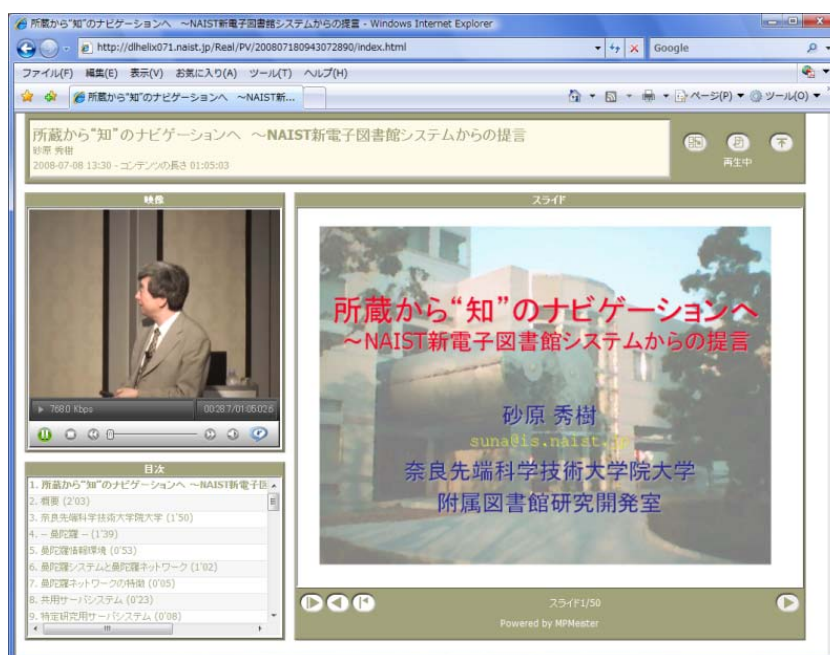 所蔵から“知”のナビゲーションへ ～NAIST新電子図書館システムからの提言 - Windows Internet Explorer
http://dlhelix071.naist.jp/Real/PV/200807180943072890/index.html
Google
ファイル(F) 編集(E) 表示(V) お気に入り(A) ツール(T) ヘルプ(H)
所蔵から“知”のナビゲーションへ ～NAIST新...
ページ(P) ツール(O)
所蔵から“知”のナビゲーションへ ～NAIST新電子図書館システムからの提言
砂原 秀樹
2008-07-08 13:30 - コンテンツの長さ 01:05:03
再生中
映像
768.0 Kbps
00:28.7/01:05:02.6
目次
1. 所蔵から“知”のナビゲーションへ ～NAIST新電子図
2. 概要 (2'03)
3. 奈良先端科学技術大学院大学 (1'50)
4. – 曼陀羅 – (1'39)
5. 曼陀羅情報環境 (0'53)
6. 曼陀羅システムと曼陀羅ネットワーク (1'02)
7. 曼陀羅ネットワークの特徴 (0'05)
8. 共用サーバシステム (0'23)
9. 特定研究用サーバシステム (0'08)
スライド
所蔵から“知”のナビゲーションへ
～NAIST新電子図書館システムからの提言
砂原 秀樹
suna@is.naist.jp
奈良先端科学技術大学院大学
附属図書館研究開発室
スライド1/50
Powered by MPMeister